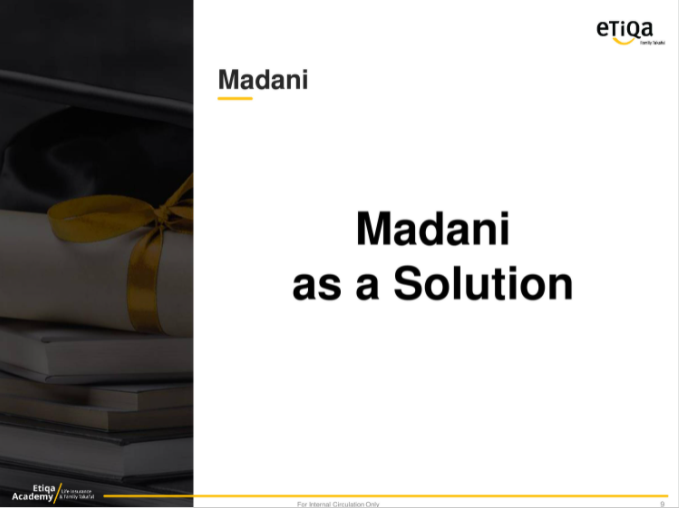 eTiQa
Family Takaful
Madani
Madani
as a Solution
Etiqa
Academy
Life Insurance
& Family Takaful
For Internal Circulation Only
9